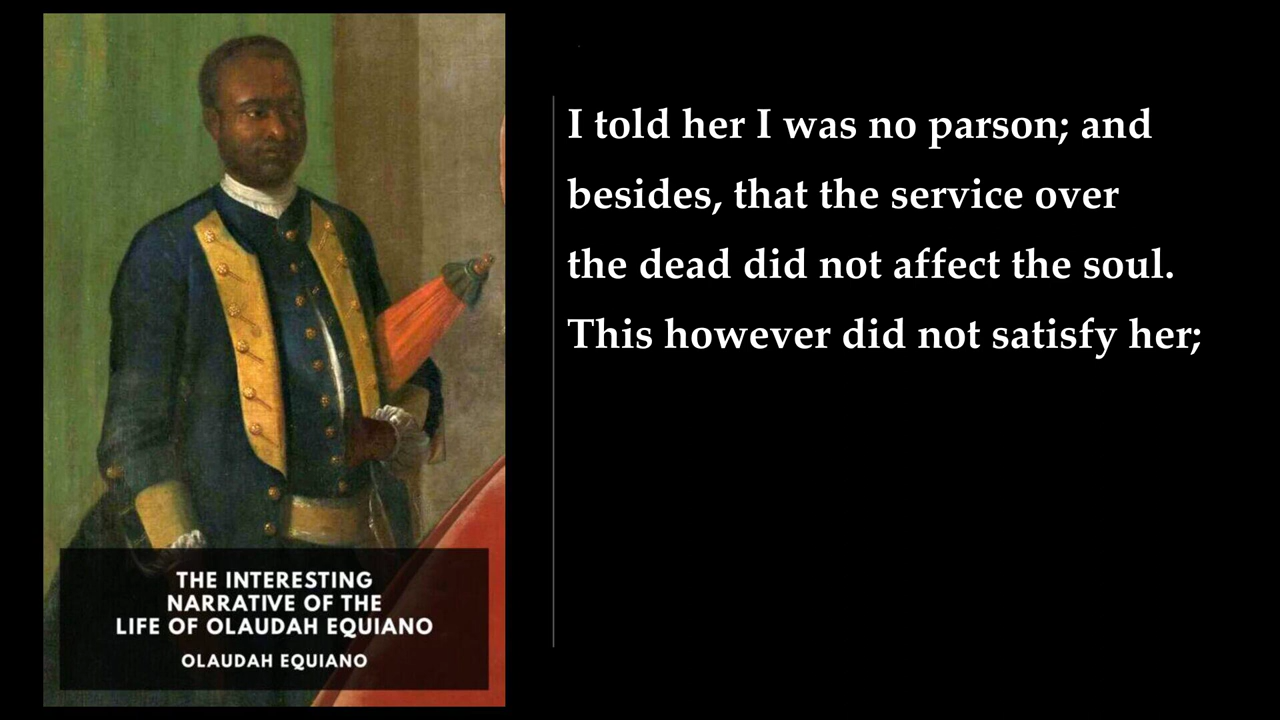 I told her I was no parson; and
besides, that the service over
the dead did not affect the soul.
This however did not satisfy her;
THE INTERESTING
NARRATIVE OF THE
LIFE OF OLAUDAH EQUIANO
OLAUDAH EQUIANO